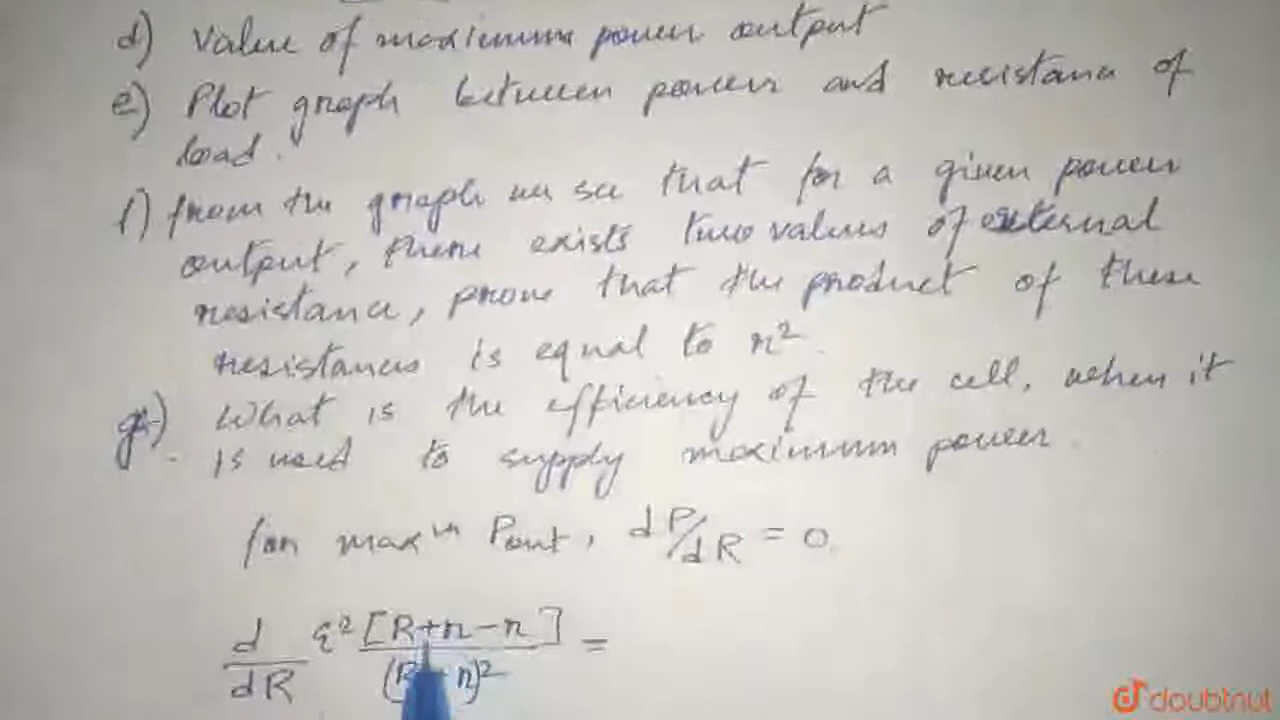 d) Value of maximum power output
e) Plot graph between power and resistance of
load.
f) from the graph we see that for a given power
output, there exists two values of external
resistance, prove that the product of these
resistances is equal to r²
g) What is the efficiency of the cell, when it
is used to supply maximum power.
for maxᵐ Pout, dP/dR = 0
d/dR ε² [R+r-r] / (R+r)² =
doubtnut